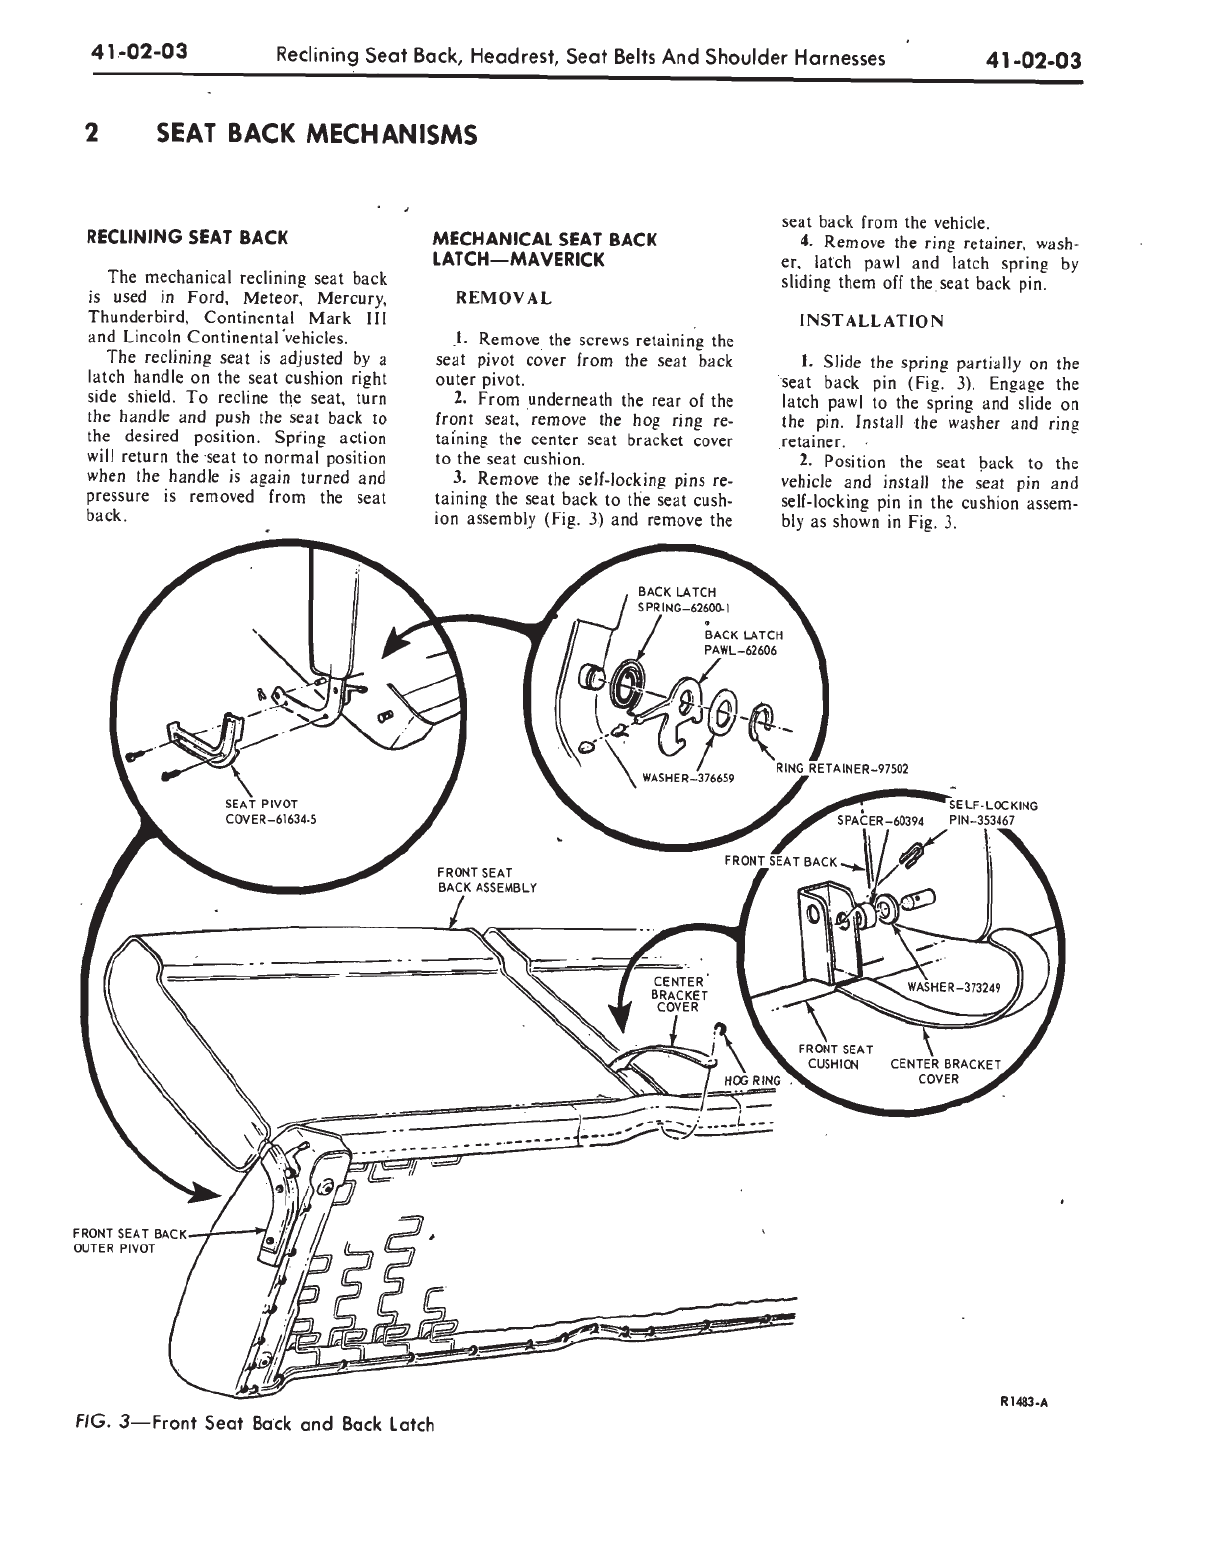 41-02-03 Reclining Seat Back, Headrest, Seat Belts And Shoulder Harnesses 41-02-03
2 SEAT BACK MECHANISMS
RECLINING SEAT BACK
The mechanical reclining seat back
is used in Ford, Meteor, Mercury,
Thunderbird, Continental Mark III
and Lincoln Continental vehicles.
The reclining seat is adjusted by a
latch handle on the seat cushion right
side shield. To recline the seat, turn
the handle and push the seat back to
the desired position. Spring action
will return the seat to normal position
when the handle is again turned and
pressure is removed from the seat
back.
MECHANICAL SEAT BACK
LATCH—MAVERICK
REMOVAL
1. Remove the screws retaining the
seat pivot cover from the seat back
outer pivot.
2. From underneath the rear of the
front seat, remove the hog ring re-
taining the center seat bracket cover
to the seat cushion.
3. Remove the self-locking pins re-
taining the seat back to the seat cush-
ion assembly (Fig. 3) and remove the
seat back from the vehicle.
4. Remove the ring retainer, wash-
er, latch pawl and latch spring by
sliding them off the seat back pin.
INSTALLATION
1. Slide the spring partially on the
seat back pin (Fig. 3). Engage the
latch pawl to the spring and slide on
the pin. Install the washer and ring
retainer.
2. Position the seat back to the
vehicle and install the seat pin and
self-locking pin in the cushion assem-
bly as shown in Fig. 3.
BACK LATCH
SPRING-62600-1
BACK LATCH
PAWL-62606
WASHER-376659
RING RETAINER-97502
SEAT PIVOT
COVER-61634-5
SELF-LOCKING
PIN-353467
SPACER-60394
FRONT SEAT BACK
FRONT SEAT
BACK ASSEMBLY
WASHER-373249
CENTER
BRACKET
COVER
FRONT SEAT
CUSHION
CENTER BRACKET
COVER
HOG RING
FRONT SEAT BACK
OUTER PIVOT
R1483-A
FIG. 3—Front Seat Back and Back Latch